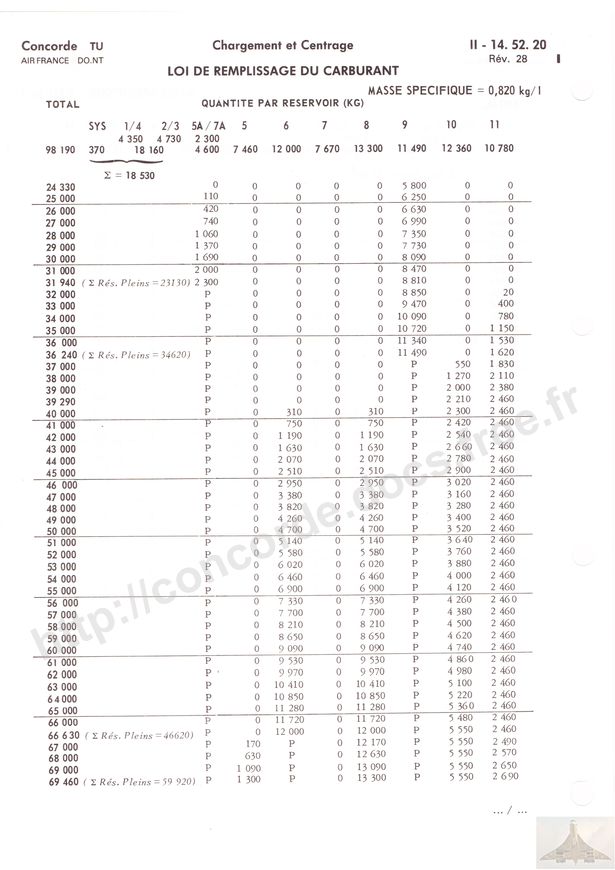 Concorde TU Chargement et Centrage II - 14. 52. 20
AIR FRANCE DO.NT Rév. 28
LOI DE REMPLISSAGE DU CARBURANT
MASSE SPECIFIQUE = 0,820 kg/l
TOTAL QUANTITE PAR RESERVOIR (KG)
SYS 1/4 2/3 5A/7A 5 6 7 8 9 10 11
4 350 4 730 2 300
98 190 370 18 160 4 600 7 460 12 000 7 670 13 300 11 490 12 360 10 780
Σ = 18 530
24 330 0 0 0 0 0 5 800 0 0
25 000 110 0 0 0 0 6 250 0 0
26 000 420 0 0 0 0 6 630 0 0
27 000 740 0 0 0 0 6 990 0 0
28 000 1 060 0 0 0 0 7 350 0 0
29 000 1 370 0 0 0 0 7 730 0 0
30 000 1 690 0 0 0 0 8 090 0 0
31 000 2 000 0 0 0 0 8 470 0 0
31 940 (Σ Rés. Pleins = 23130) 2 300 0 0 0 0 8 810 0 0
32 000 P 0 0 0 0 8 850 0 20
33 000 P 0 0 0 0 9 470 0 400
34 000 P 0 0 0 0 10 090 0 780
35 000 P 0 0 0 0 10 720 0 1 150
36 000 P 0 0 0 0 11 340 0 1 530
36 240 (Σ Rés. Pleins = 34620) P 0 0 0 0 11 490 0 1 620
37 000 P 0 0 0 0 P 550 1 830
38 000 P 0 0 0 0 P 1 270 2 110
39 000 P 0 0 0 0 P 2 000 2 380
39 290 P 0 0 0 0 P 2 210 2 460
40 000 P 0 310 0 310 P 2 300 2 460
41 000 P 0 750 0 750 P 2 420 2 460
42 000 P 0 1 190 0 1 190 P 2 540 2 460
43 000 P 0 1 630 0 1 630 P 2 660 2 460
44 000 P 0 2 070 0 2 070 P 2 780 2 460
45 000 P 0 2 510 0 2 510 P 2 900 2 460
46 000 P 0 2 950 0 2 950 P 3 020 2 460
47 000 P 0 3 380 0 3 380 P 3 160 2 460
48 000 P 0 3 820 0 3 820 P 3 280 2 460
49 000 P 0 4 260 0 4 260 P 3 400 2 460
50 000 P 0 4 700 0 4 700 P 3 520 2 460
51 000 P 0 5 140 0 5 140 P 3 640 2 460
52 000 P 0 5 580 0 5 580 P 3 760 2 460
53 000 P 0 6 020 0 6 020 P 3 880 2 460
54 000 P 0 6 460 0 6 460 P 4 000 2 460
55 000 P 0 6 900 0 6 900 P 4 120 2 460
56 000 P 0 7 330 0 7 330 P 4 260 2 460
57 000 P 0 7 700 0 7 700 P 4 380 2 460
58 000 P 0 8 210 0 8 210 P 4 500 2 460
59 000 P 0 8 650 0 8 650 P 4 620 2 460
60 000 P 0 9 090 0 9 090 P 4 740 2 460
61 000 P 0 9 530 0 9 530 P 4 860 2 460
62 000 P 0 9 970 0 9 970 P 4 980 2 460
63 000 P 0 10 410 0 10 410 P 5 100 2 460
64 000 P 0 10 850 0 10 850 P 5 220 2 460
65 000 P 0 11 280 0 11 280 P 5 360 2 460
66 000 P 0 11 720 0 11 720 P 5 480 2 460
66 630 (Σ Rés. Pleins = 46620) P 0 12 000 0 12 000 P 5 550 2 460
67 000 P 170 P 0 12 170 P 5 550 2 490
68 000 P 630 P 0 12 630 P 5 550 2 570
69 000 P 1 090 P 0 13 090 P 5 550 2 650
69 460 (Σ Rés. Pleins = 59 920) P 1 300 P 0 13 300 P 5 550 2 690
... / ...
http://concorde.docs.free.fr